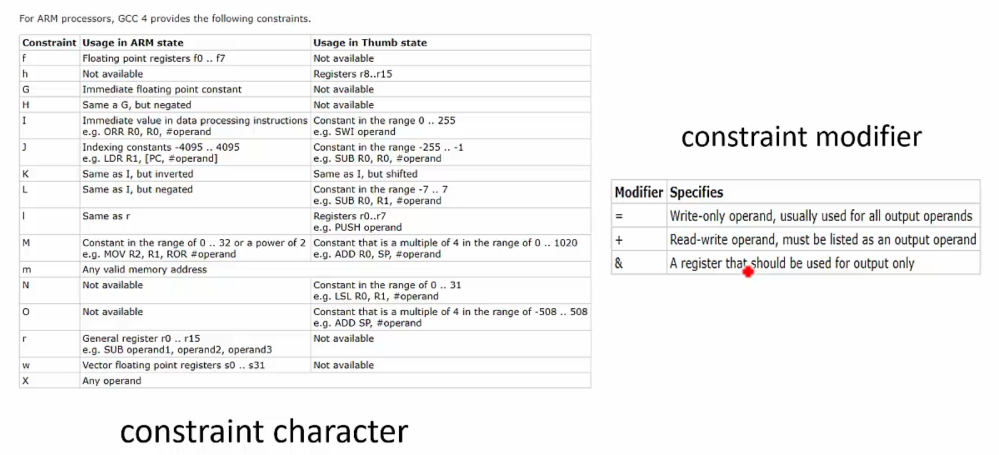 For ARM processors, GCC 4 provides the following constraints.
Constraint Usage in ARM state Usage in Thumb state
f Floating point registers f0 .. f7 Not available
h Not available Registers r8..r15
G Immediate floating point constant Not available
H Same a G, but negated Not available
I Immediate value in data processing instructions Constant in the range 0 .. 255
e.g. ORR R0, R0, #operand e.g. SWI operand
J Indexing constants -4095 .. 4095 Constant in the range -255 .. -1
e.g. LDR R1, [PC, #operand] e.g. SUB R0, R0, #operand
K Same as I, but inverted Same as I, but shifted
L Same as I, but negated Constant in the range -7 .. 7
e.g. SUB R0, R1, #operand
l Same as r Registers r0..r7
e.g. PUSH operand
M Constant in the range of 0 .. 32 or a power of 2 Constant that is a multiple of 4 in the range of 0 .. 1020
e.g. MOV R2, R1, ROR #operand e.g. ADD R0, SP, #operand
m Any valid memory address
N Not available Constant in the range of 0 .. 31
e.g. LSL R0, R1, #operand
O Not available Constant that is a multiple of 4 in the range of -508 .. 508
e.g. ADD SP, #operand
r General register r0 .. r15 Not available
e.g. SUB operand1, operand2, operand3
w Vector floating point registers s0 .. s31 Not available
X Any operand
constraint character
constraint modifier
Modifier Specifies
= Write-only operand, usually used for all output operands
+ Read-write operand, must be listed as an output operand
& A register that should be used for output only